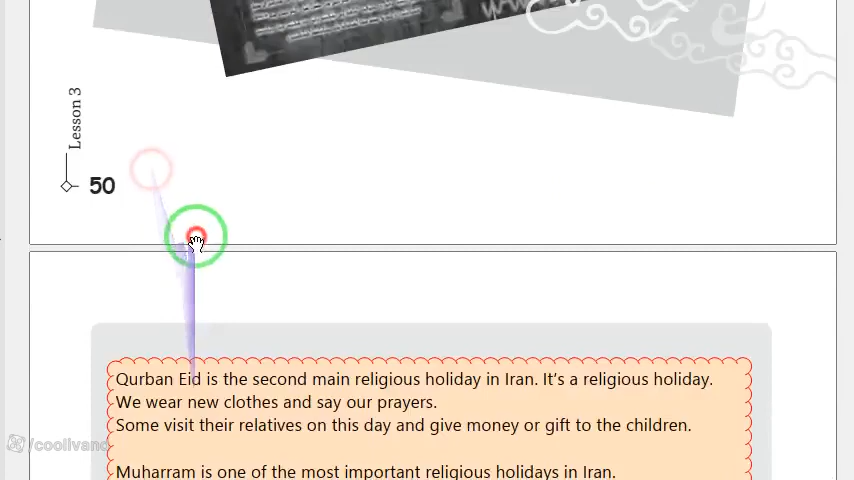 Lesson 3
50
Qurban Eid is the second main religious holiday in Iran. It's a religious holiday.
We wear new clothes and say our prayers.
Some visit their relatives on this day and give money or gift to the children.
Muharram is one of the most important religious holidays in Iran.
/coolivand